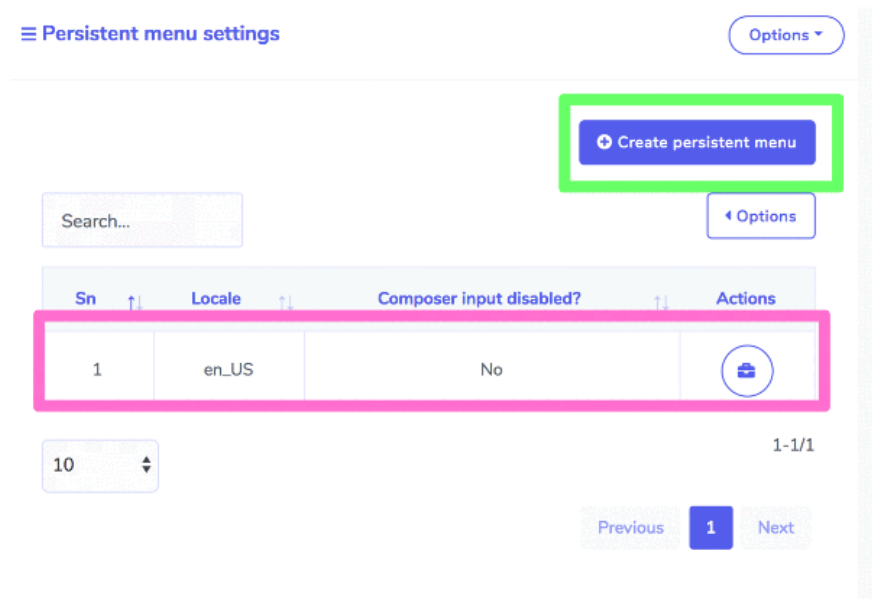 Persistent menu settings
Options
Create persistent menu
Search...
Options
Sn Locale Composer input disabled? Actions
1 en_US No
10
1-1/1
Previous 1 Next